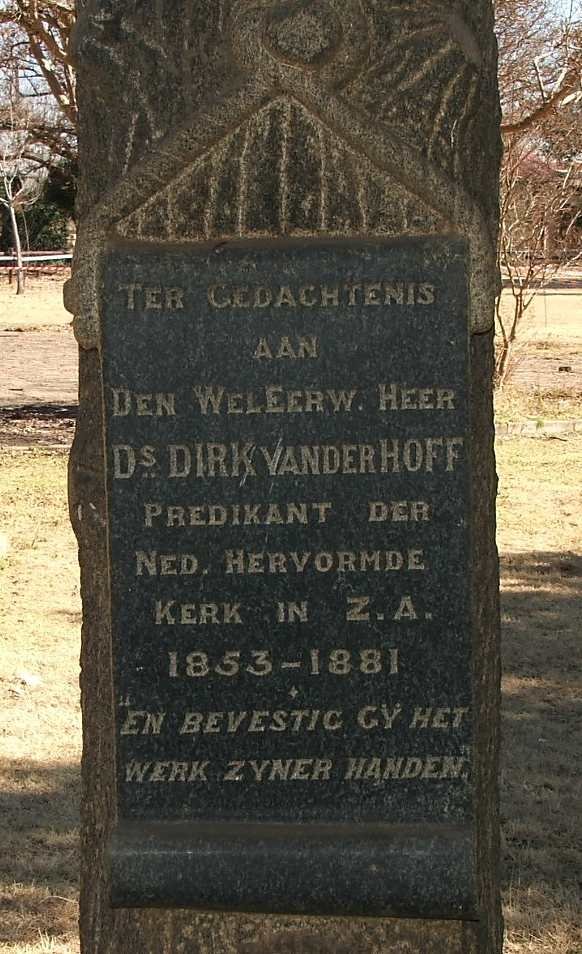 TER GEDACHTENIS
AAN
DEN WELEERW. HEER
Ds DIRK VAN DER HOFF
PREDIKANT DER
NED. HERVORMDE
KERK IN Z.A.
1853-1881
"EN BEVESTIG GŸ HET
WERK ZYNER HANDEN.